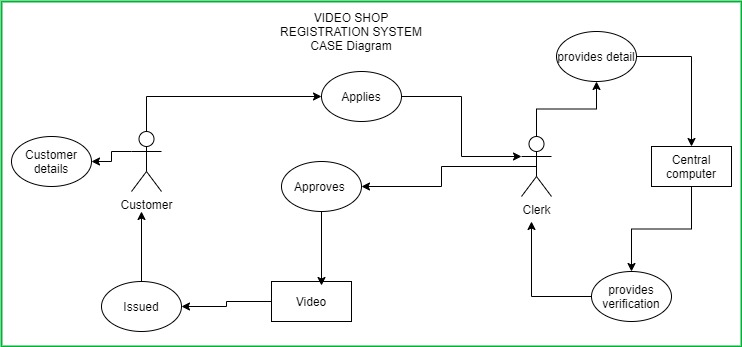 VIDEO SHOP
REGISTRATION SYSTEM
CASE Diagram
provides detail
Applies
Customer
details
Central
computer
Approves
Customer
Clerk
Issued
Video
provides
verification